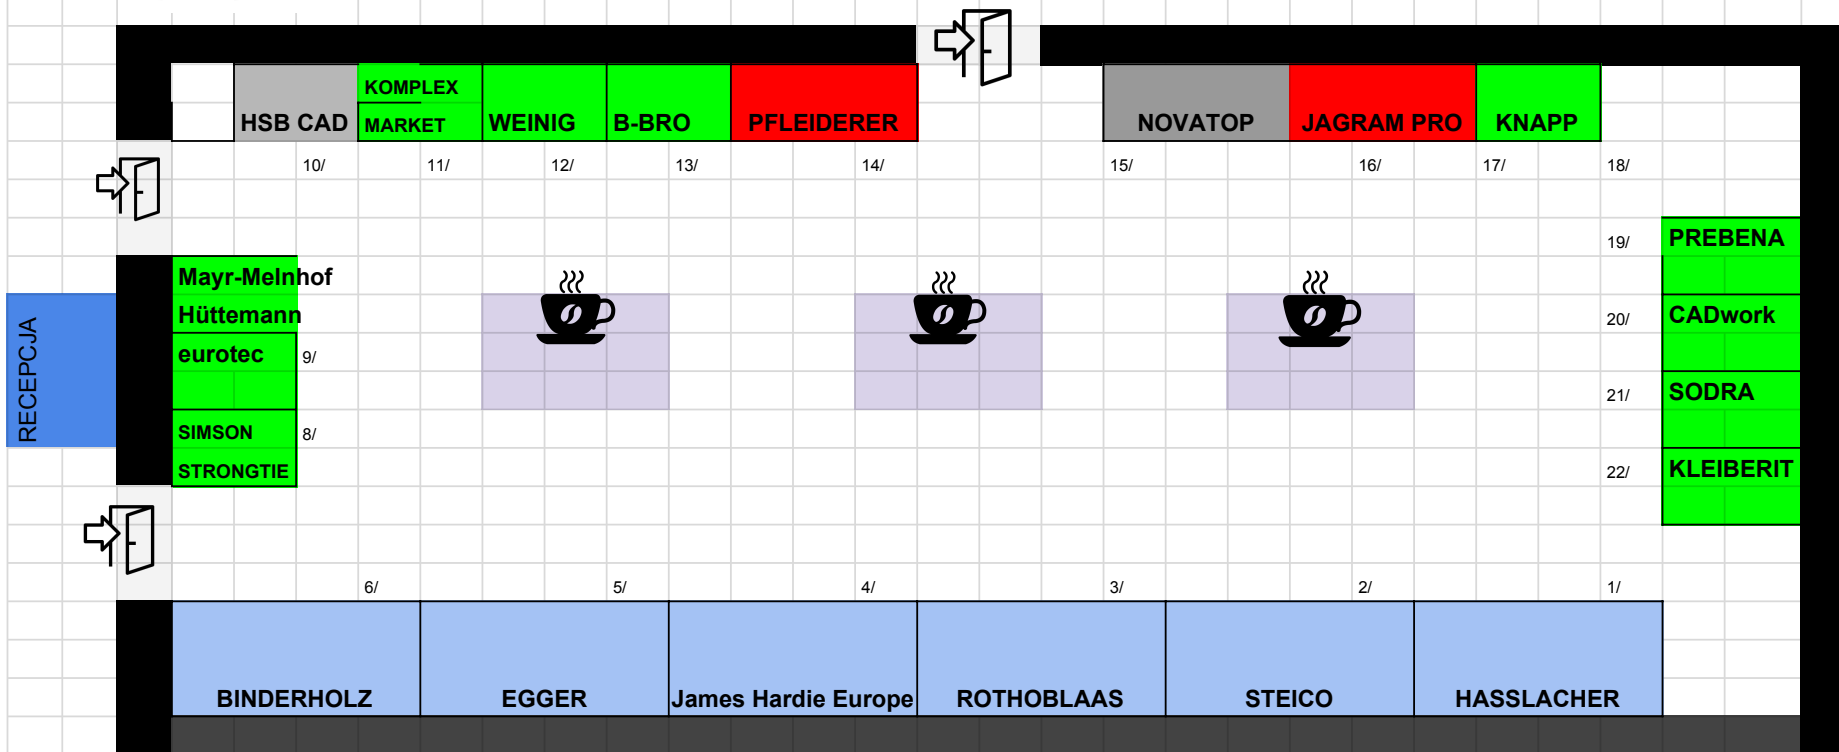 KOMPLEX
HSB CAD MARKET WEINIG B-BRO PFLEIDERER NOVATOP JAGRAM PRO KNAPP
10/ 11/ 12/ 13/ 14/ 15/ 16/ 17/ 18/
19/ PREBENA
Mayr-Melnhof
Hüttemann
20/ CADwork
eurotec 9/
RECEPCJA
21/ SODRA
SIMSON 8/
STRONGTIE
22/ KLEIBERIT
6/ 5/ 4/ 3/ 2/ 1/
BINDERHOLZ EGGER James Hardie Europe ROTHOBLAAS STEICO HASSLACHER